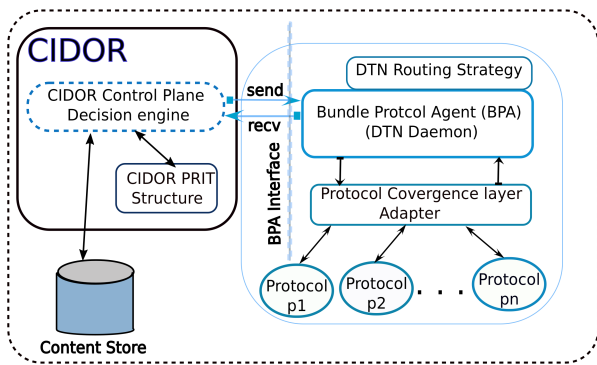 CIDOR
CIDOR Control Plane
Decision engine
CIDOR PRIT
Structure
Content Store
send
recv
BPA Interface
DTN Routing Strategy
Bundle Protcol Agent (BPA)
(DTN Daemon)
Protocol Covergence layer
Adapter
Protocol
p1
Protocol
p2
. . .
Protocol
pn